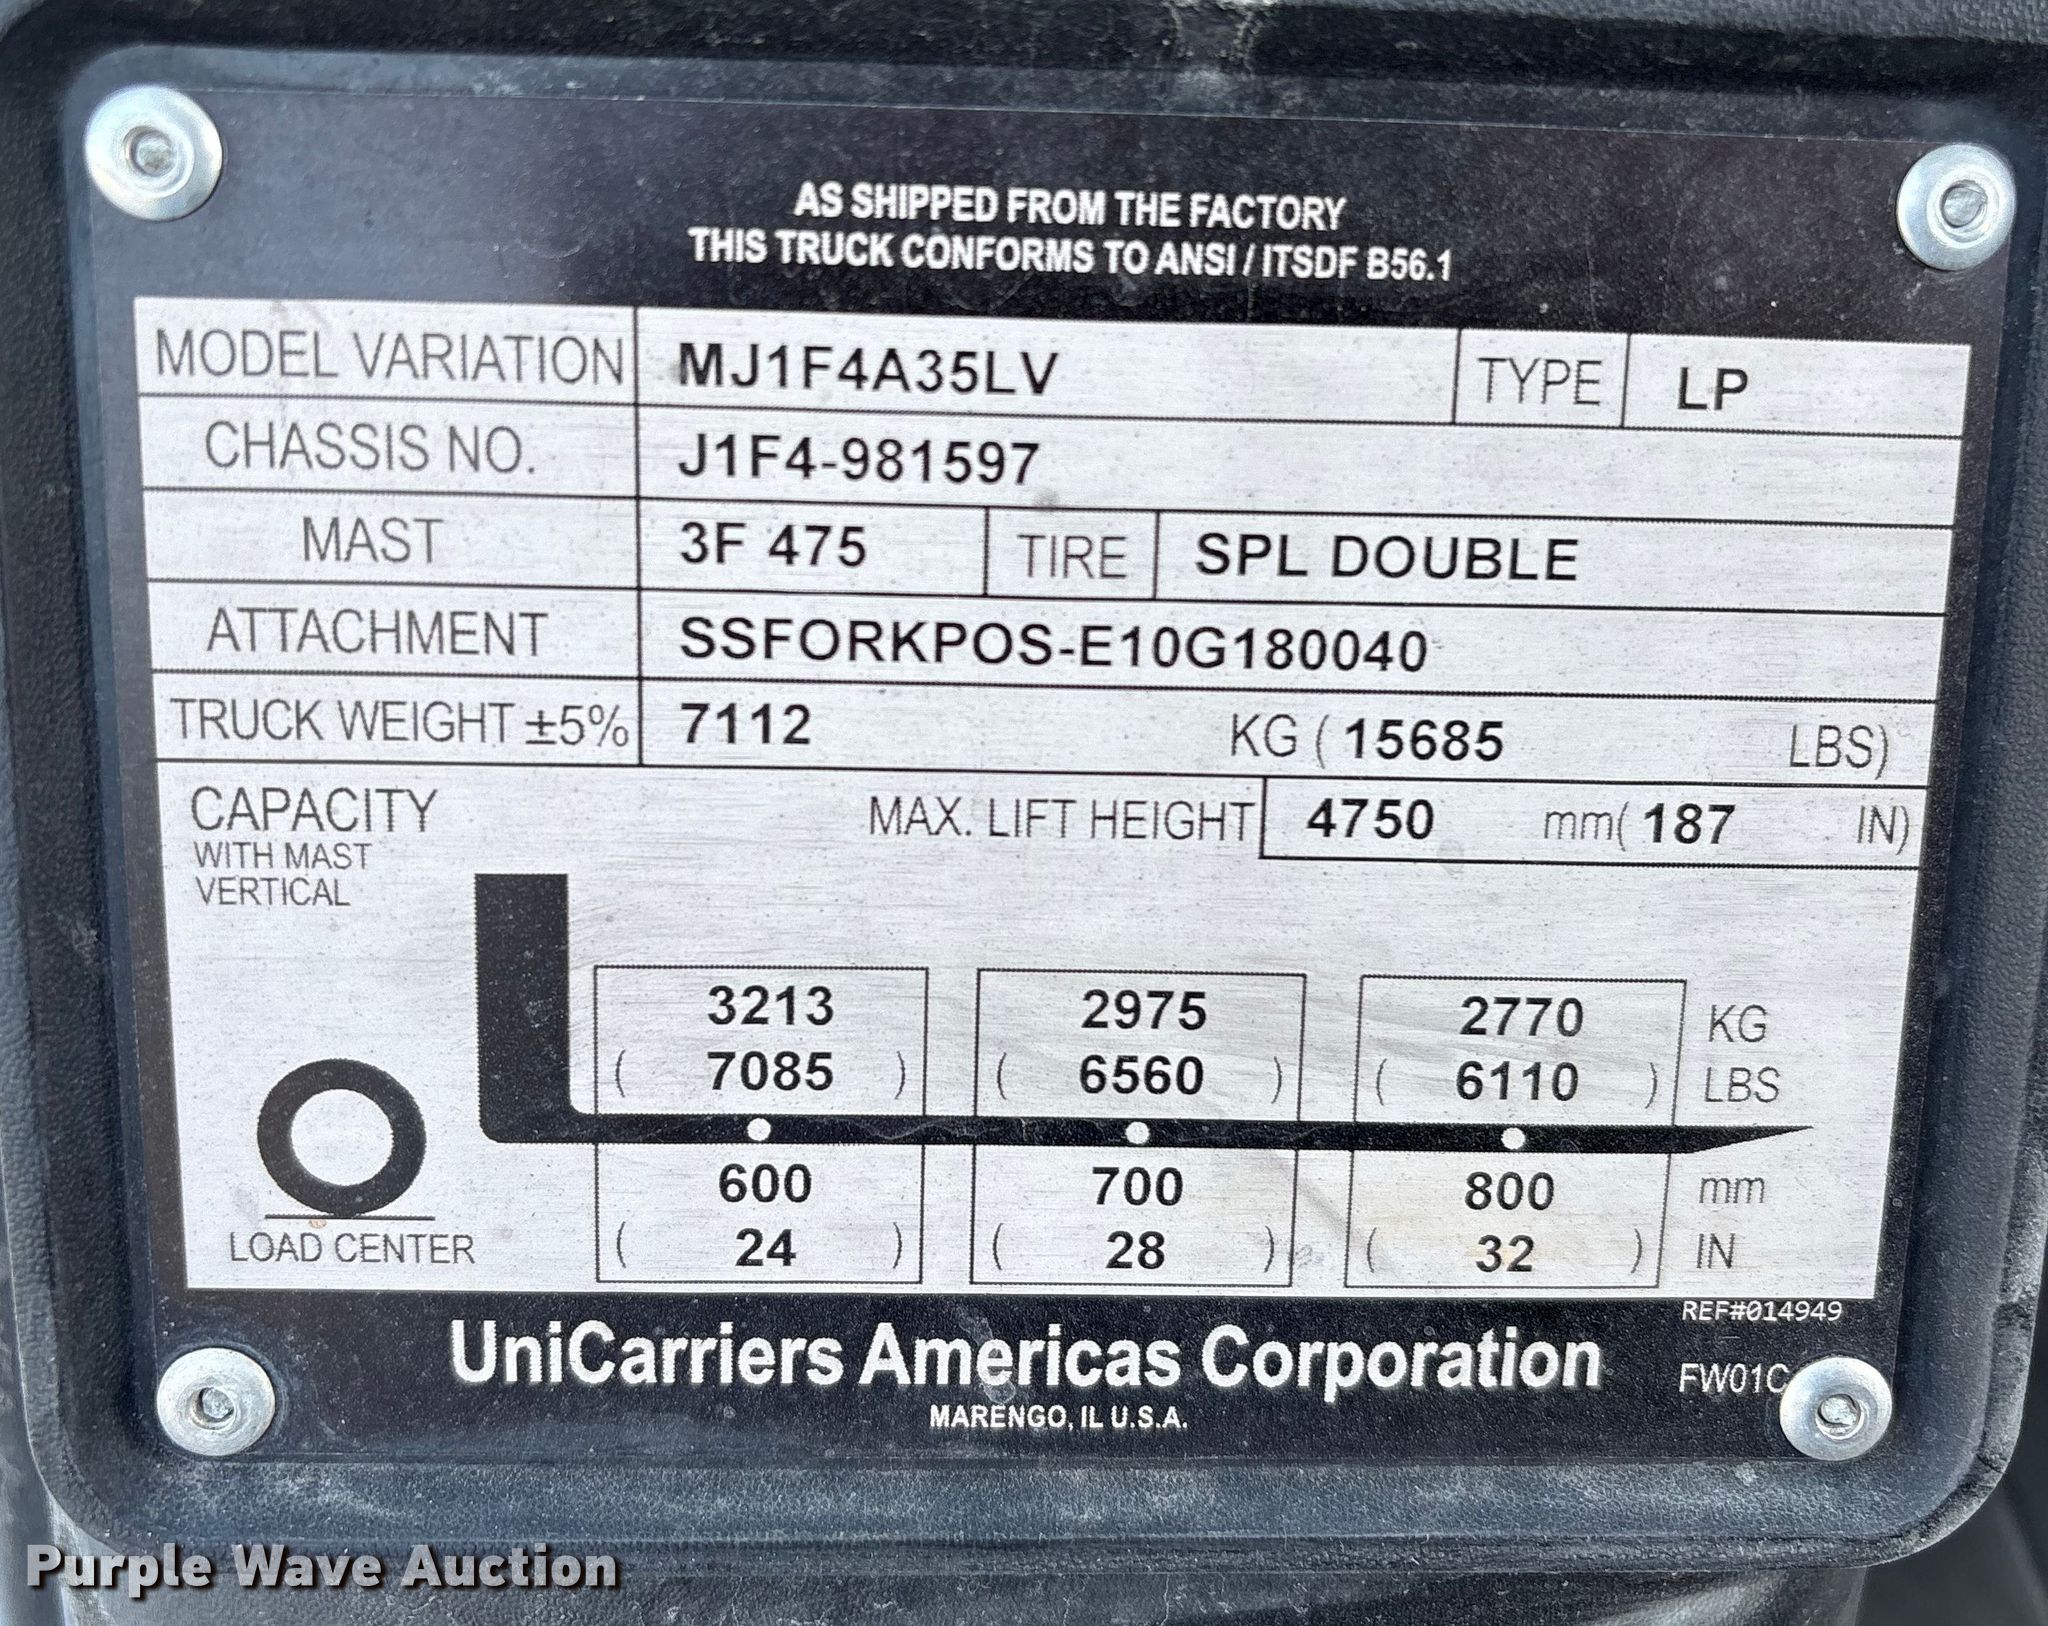 AS SHIPPED FROM THE FACTORY
THIS TRUCK CONFORMS TO ANSI / ITSDF B56.1
MODEL VARIATION MJ1F4A35LV TYPE LP
CHASSIS NO. J1F4-981597
MAST 3F 475 TIRE SPL DOUBLE
ATTACHMENT SSFORKPOS-E10G180040
TRUCK WEIGHT ±5% 7112 KG ( 15685 LBS)
CAPACITY MAX. LIFT HEIGHT 4750 mm( 187 IN)
WITH MAST
VERTICAL
3213 2975 2770 KG
( 7085 ) ( 6560 ) ( 6110 ) LBS
600 700 800 mm
LOAD CENTER ( 24 ) ( 28 ) ( 32 ) IN
REF#014949
UniCarriers Americas Corporation FW01C
MARENGO, IL U.S.A.
Purple Wave Auction